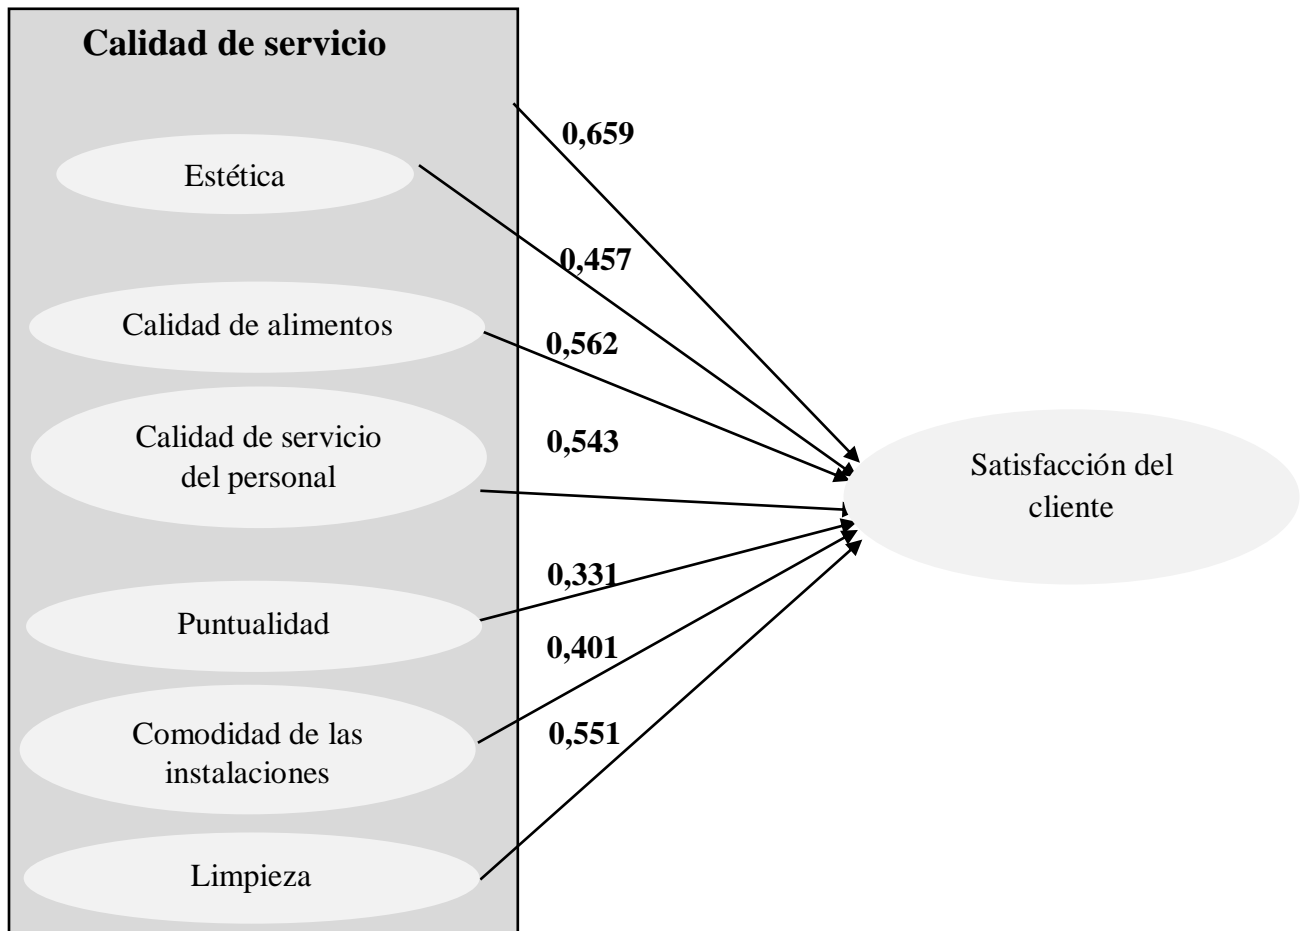 Calidad de servicio
0,659
Estética
0,457
Calidad de alimentos
0,562
Calidad de servicio
del personal
0,543
Satisfacción del
cliente
Puntualidad
0,331
Comodidad de las
instalaciones
0,401
Limpieza
0,551